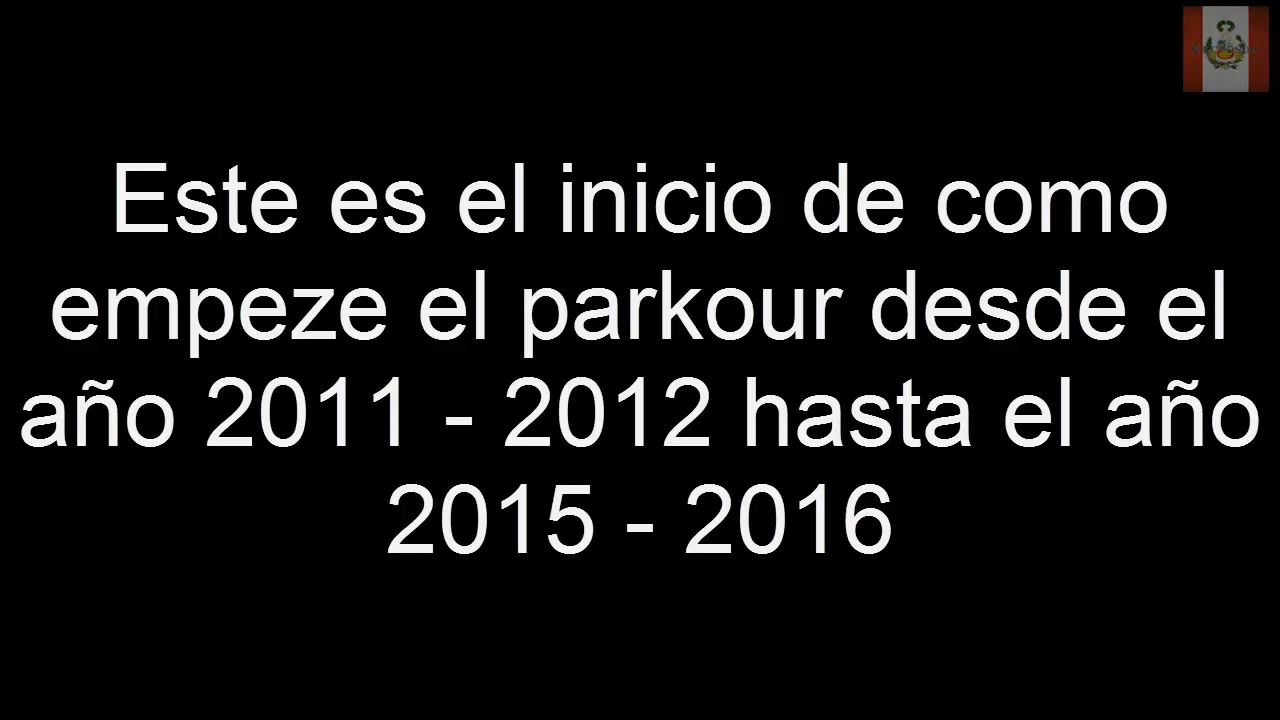 Este es el inicio de como
empeze el parkour desde el
año 2011 - 2012 hasta el año
2015 - 2016